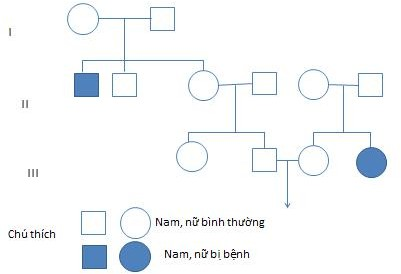 I
II
III
Chú thích
Nam, nữ bình thường
Nam, nữ bị bệnh